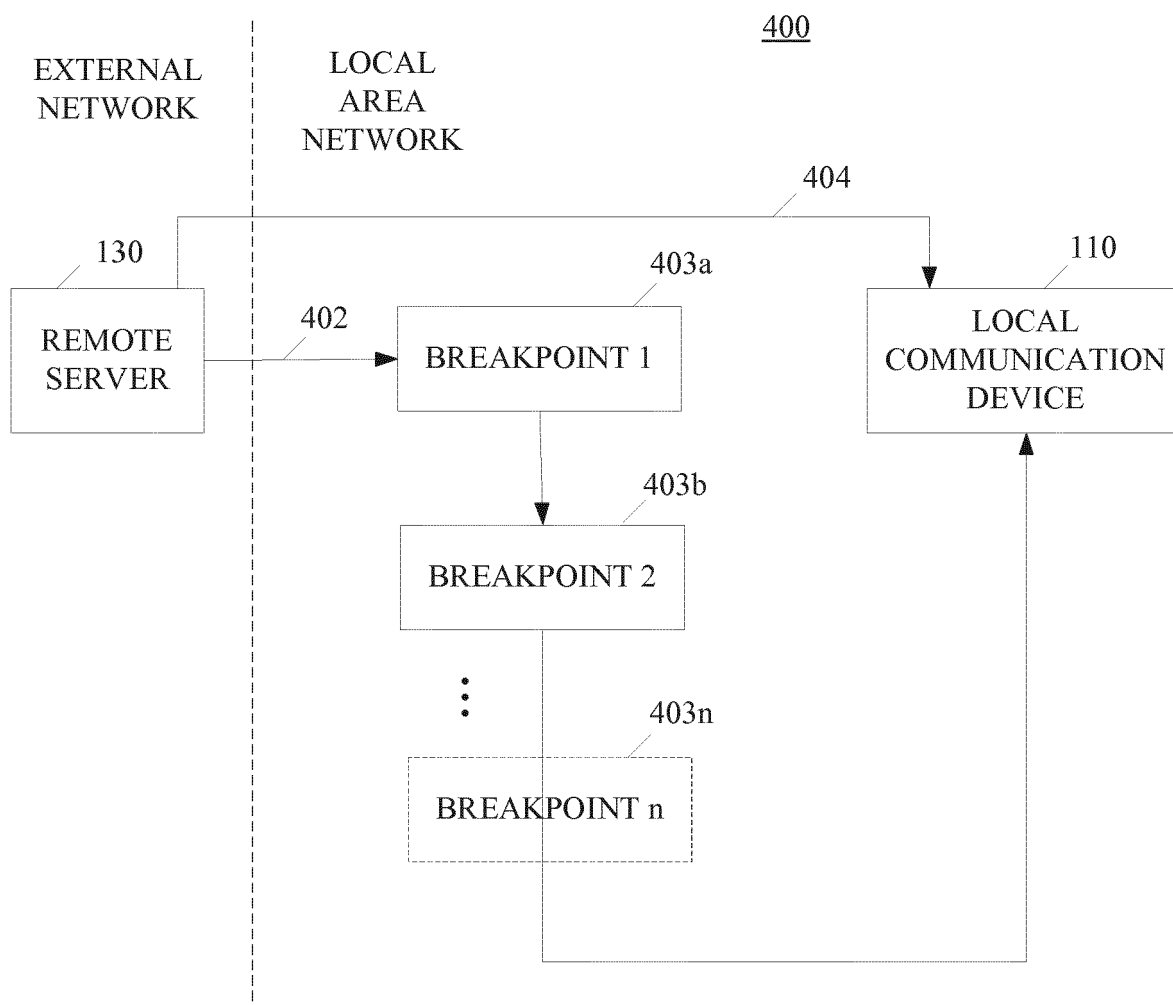 400
EXTERNAL
NETWORK
LOCAL
AREA
NETWORK
404
130
403a
110
REMOTE
SERVER
402
BREAKPOINT 1
LOCAL
COMMUNICATION
DEVICE
403b
BREAKPOINT 2
403n
BREAKPOINT n